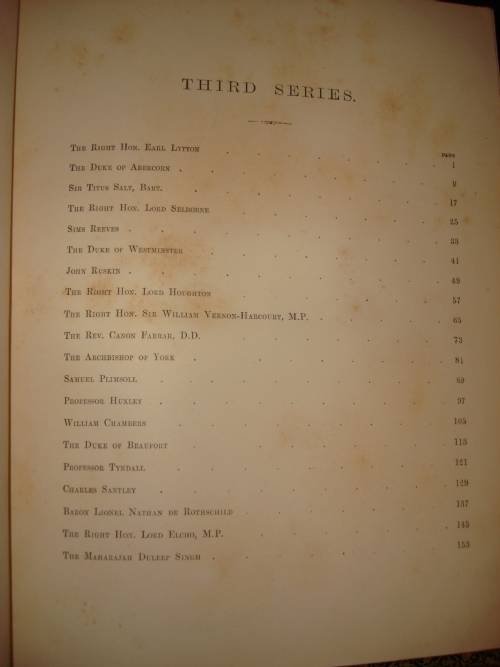 THIRD SERIES.
PAGE
THE RIGHT HON. EARL LYTTON 1
THE DUKE OF ABERCORN 9
SIR TITUS SALT, BART. 17
THE RIGHT HON. LORD SELBORNE 25
SIMS REEVES 33
THE DUKE OF WESTMINSTER 41
JOHN RUSKIN 49
THE RIGHT HON. LORD HOUGHTON 57
THE RIGHT HON. SIR WILLIAM VERNON-HARCOURT, M.P. 65
THE REV. CANON FARRAR, D.D. 73
THE ARCHBISHOP OF YORK 81
SAMUEL PLIMSOLL 89
PROFESSOR HUXLEY 97
WILLIAM CHAMBERS 105
THE DUKE OF BEAUFORT 113
PROFESSOR TYNDALL 121
CHARLES SANTLEY 129
BARON LIONEL NATHAN DE ROTHSCHILD 137
THE RIGHT HON. LORD ELCHO, M.P. 145
THE MAHARAJAH DULEEP SINGH 153